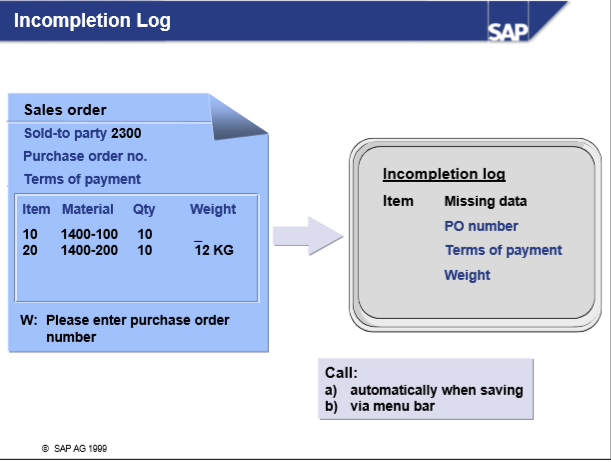 Incompletion Log
SAP
Sales order
Sold-to party 2300
Purchase order no.
Terms of payment
Item Material Qty Weight
10 1400-100 10 _
20 1400-200 10 12 KG
W: Please enter purchase order
number
Incompletion log
Item Missing data
PO number
Terms of payment
Weight
Call:
a) automatically when saving
b) via menu bar
© SAP AG 1999